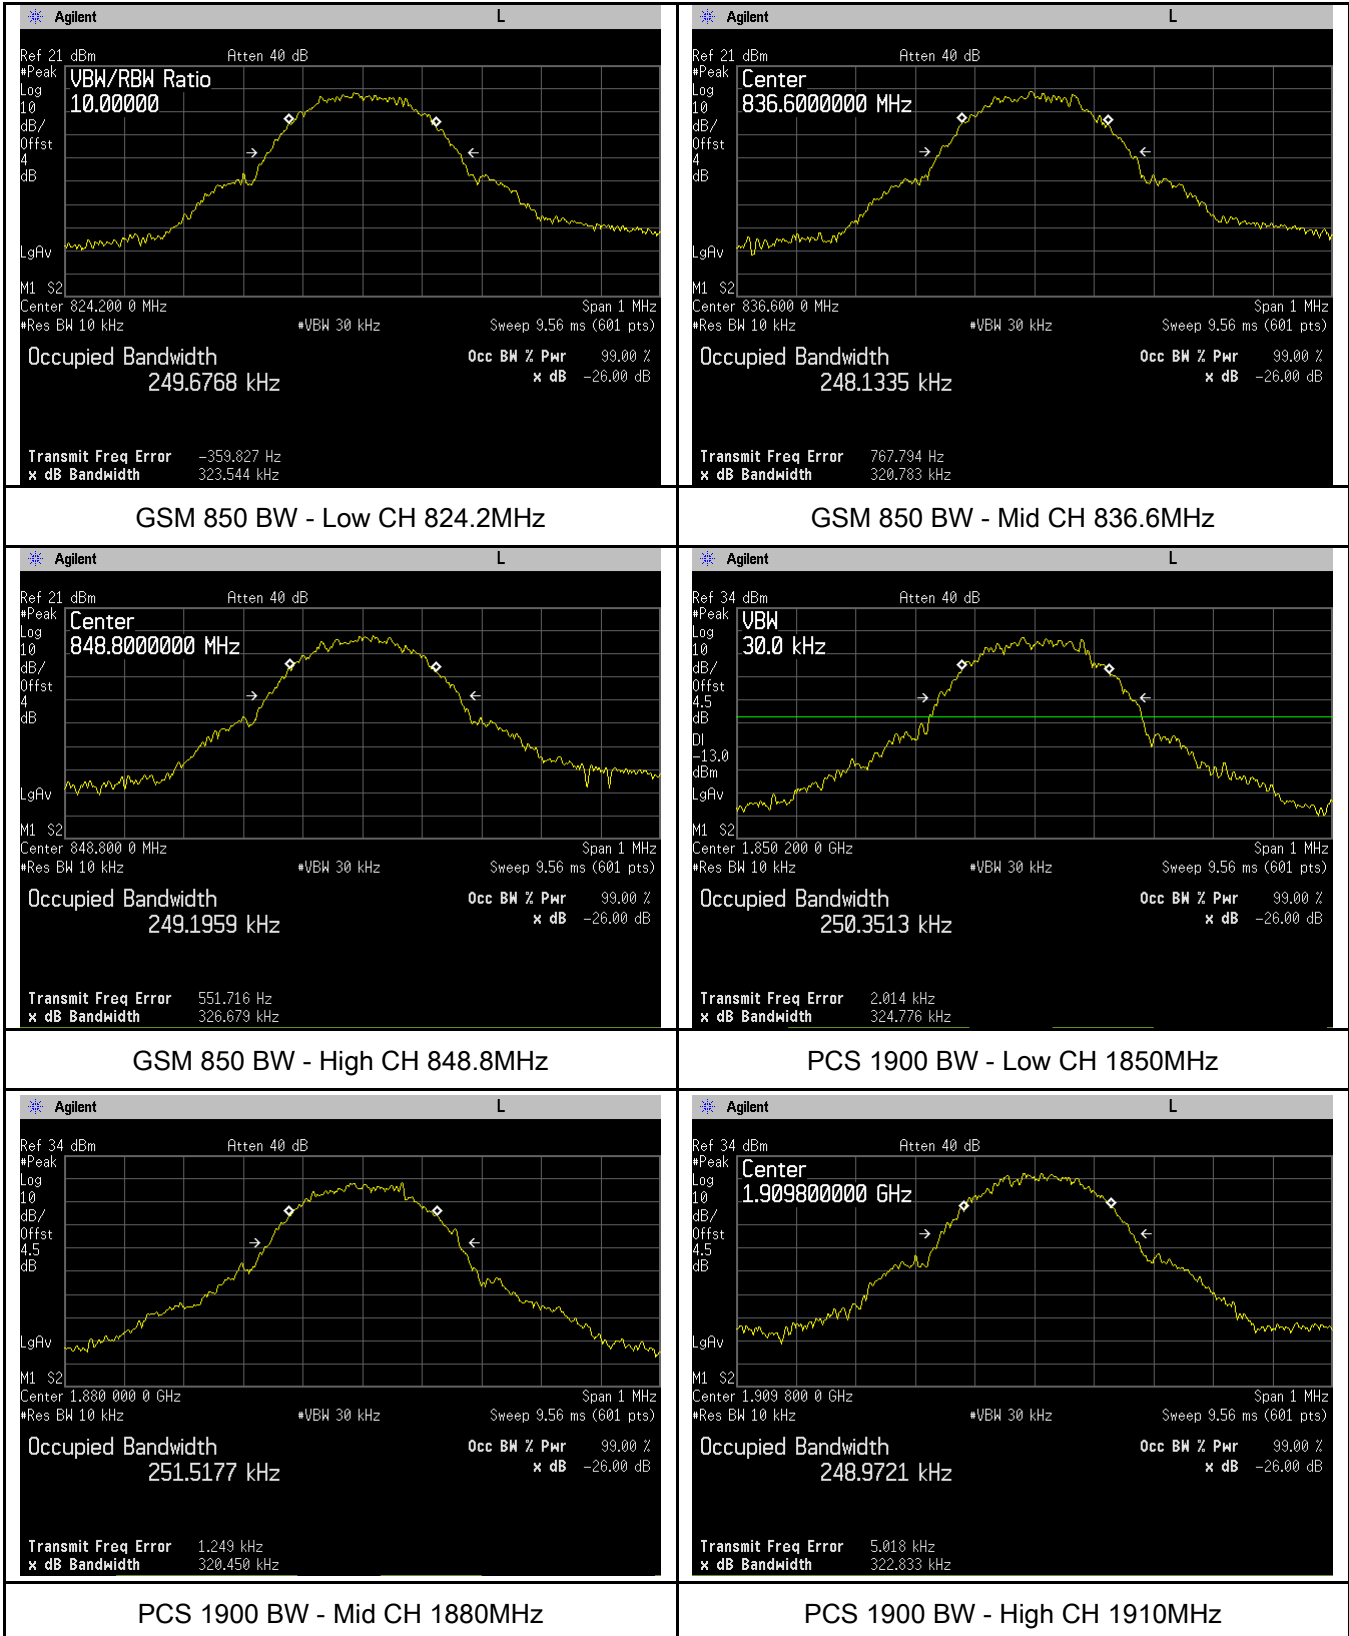 Agilent L
Ref 21 dBm Atten 40 dB
#Peak
Log
10
dB/
Offst
4
dB
VBW/RBW Ratio
10.00000
LgAv
M1 S2
Center 824.200 0 MHz Span 1 MHz
#Res BW 10 kHz #VBW 30 kHz Sweep 9.56 ms (601 pts)
Occupied Bandwidth Occ BW % Pwr 99.00 %
249.6768 kHz x dB -26.00 dB
Transmit Freq Error -359.827 Hz
x dB Bandwidth 323.544 kHz
GSM 850 BW - Low CH 824.2MHz
Agilent L
Ref 21 dBm Atten 40 dB
#Peak
Log
10
dB/
Offst
4
dB
Center
836.6000000 MHz
LgAv
M1 S2
Center 836.600 0 MHz Span 1 MHz
#Res BW 10 kHz #VBW 30 kHz Sweep 9.56 ms (601 pts)
Occupied Bandwidth Occ BW % Pwr 99.00 %
248.1335 kHz x dB -26.00 dB
Transmit Freq Error 767.794 Hz
x dB Bandwidth 320.783 kHz
GSM 850 BW - Mid CH 836.6MHz
Agilent L
Ref 21 dBm Atten 40 dB
#Peak
Log
10
dB/
Offst
4
dB
Center
848.8000000 MHz
LgAv
M1 S2
Center 848.800 0 MHz Span 1 MHz
#Res BW 10 kHz #VBW 30 kHz Sweep 9.56 ms (601 pts)
Occupied Bandwidth Occ BW % Pwr 99.00 %
249.1959 kHz x dB -26.00 dB
Transmit Freq Error 551.716 Hz
x dB Bandwidth 326.679 kHz
GSM 850 BW - High CH 848.8MHz
Agilent L
Ref 34 dBm Atten 40 dB
#Peak
Log
10
dB/
Offst
4.5
dB
DI
-13.0
dBm
VBW
30.0 kHz
LgAv
M1 S2
Center 1.850 200 0 GHz Span 1 MHz
#Res BW 10 kHz #VBW 30 kHz Sweep 9.56 ms (601 pts)
Occupied Bandwidth Occ BW % Pwr 99.00 %
250.3513 kHz x dB -26.00 dB
Transmit Freq Error 2.014 kHz
x dB Bandwidth 324.776 kHz
PCS 1900 BW - Low CH 1850MHz
Agilent L
Ref 34 dBm Atten 40 dB
#Peak
Log
10
dB/
Offst
4.5
dB
LgAv
M1 S2
Center 1.880 000 0 GHz Span 1 MHz
#Res BW 10 kHz #VBW 30 kHz Sweep 9.56 ms (601 pts)
Occupied Bandwidth Occ BW % Pwr 99.00 %
251.5177 kHz x dB -26.00 dB
Transmit Freq Error 1.249 kHz
x dB Bandwidth 320.450 kHz
PCS 1900 BW - Mid CH 1880MHz
Agilent L
Ref 34 dBm Atten 40 dB
#Peak
Log
10
dB/
Offst
4.5
dB
Center
1.909800000 GHz
LgAv
M1 S2
Center 1.909 800 0 GHz Span 1 MHz
#Res BW 10 kHz #VBW 30 kHz Sweep 9.56 ms (601 pts)
Occupied Bandwidth Occ BW % Pwr 99.00 %
248.9721 kHz x dB -26.00 dB
Transmit Freq Error 5.018 kHz
x dB Bandwidth 322.833 kHz
PCS 1900 BW - High CH 1910MHz